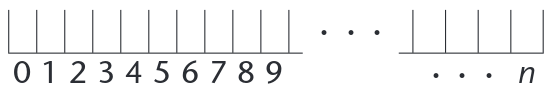 . . .
0 1 2 3 4 5 6 7 8 9 . . . n